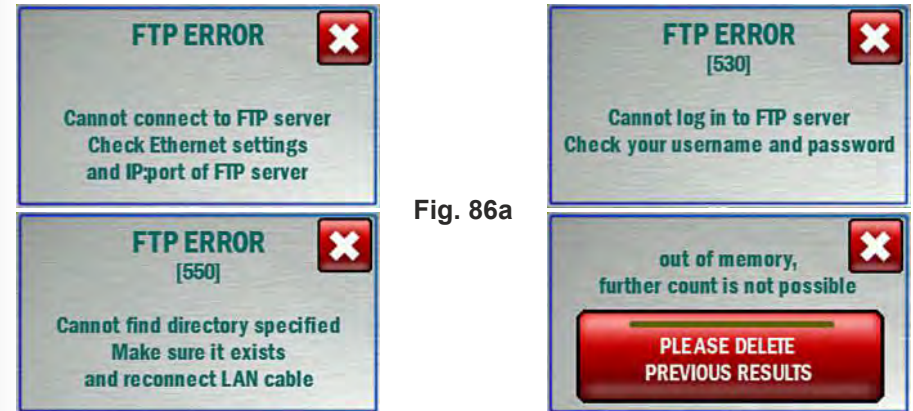 FTP ERROR
Cannot connect to FTP server
Check Ethernet settings
and IP:port of FTP server
FTP ERROR
[530]
Cannot log in to FTP server
Check your username and password
Fig. 86a
FTP ERROR
[550]
Cannot find directory specified
Make sure it exists
and reconnect LAN cable
out of memory,
further count is not possible
PLEASE DELETE
PREVIOUS RESULTS